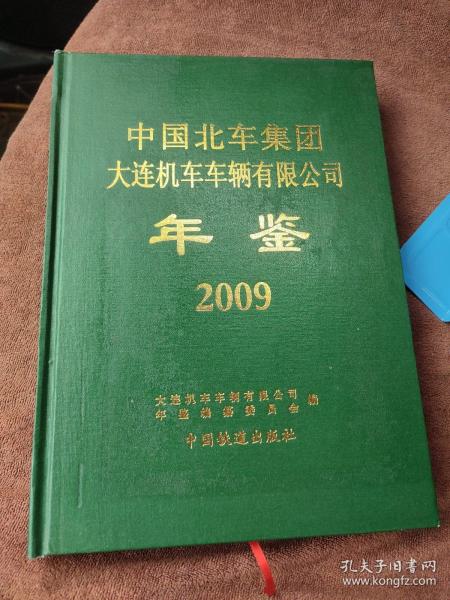 中国北车集团
大连机车车辆有限公司
年鉴
2009
大连机车车辆有限公司
年鉴编纂委员会 编
中国铁道出版社
孔夫子旧书网
www.kongfz.com